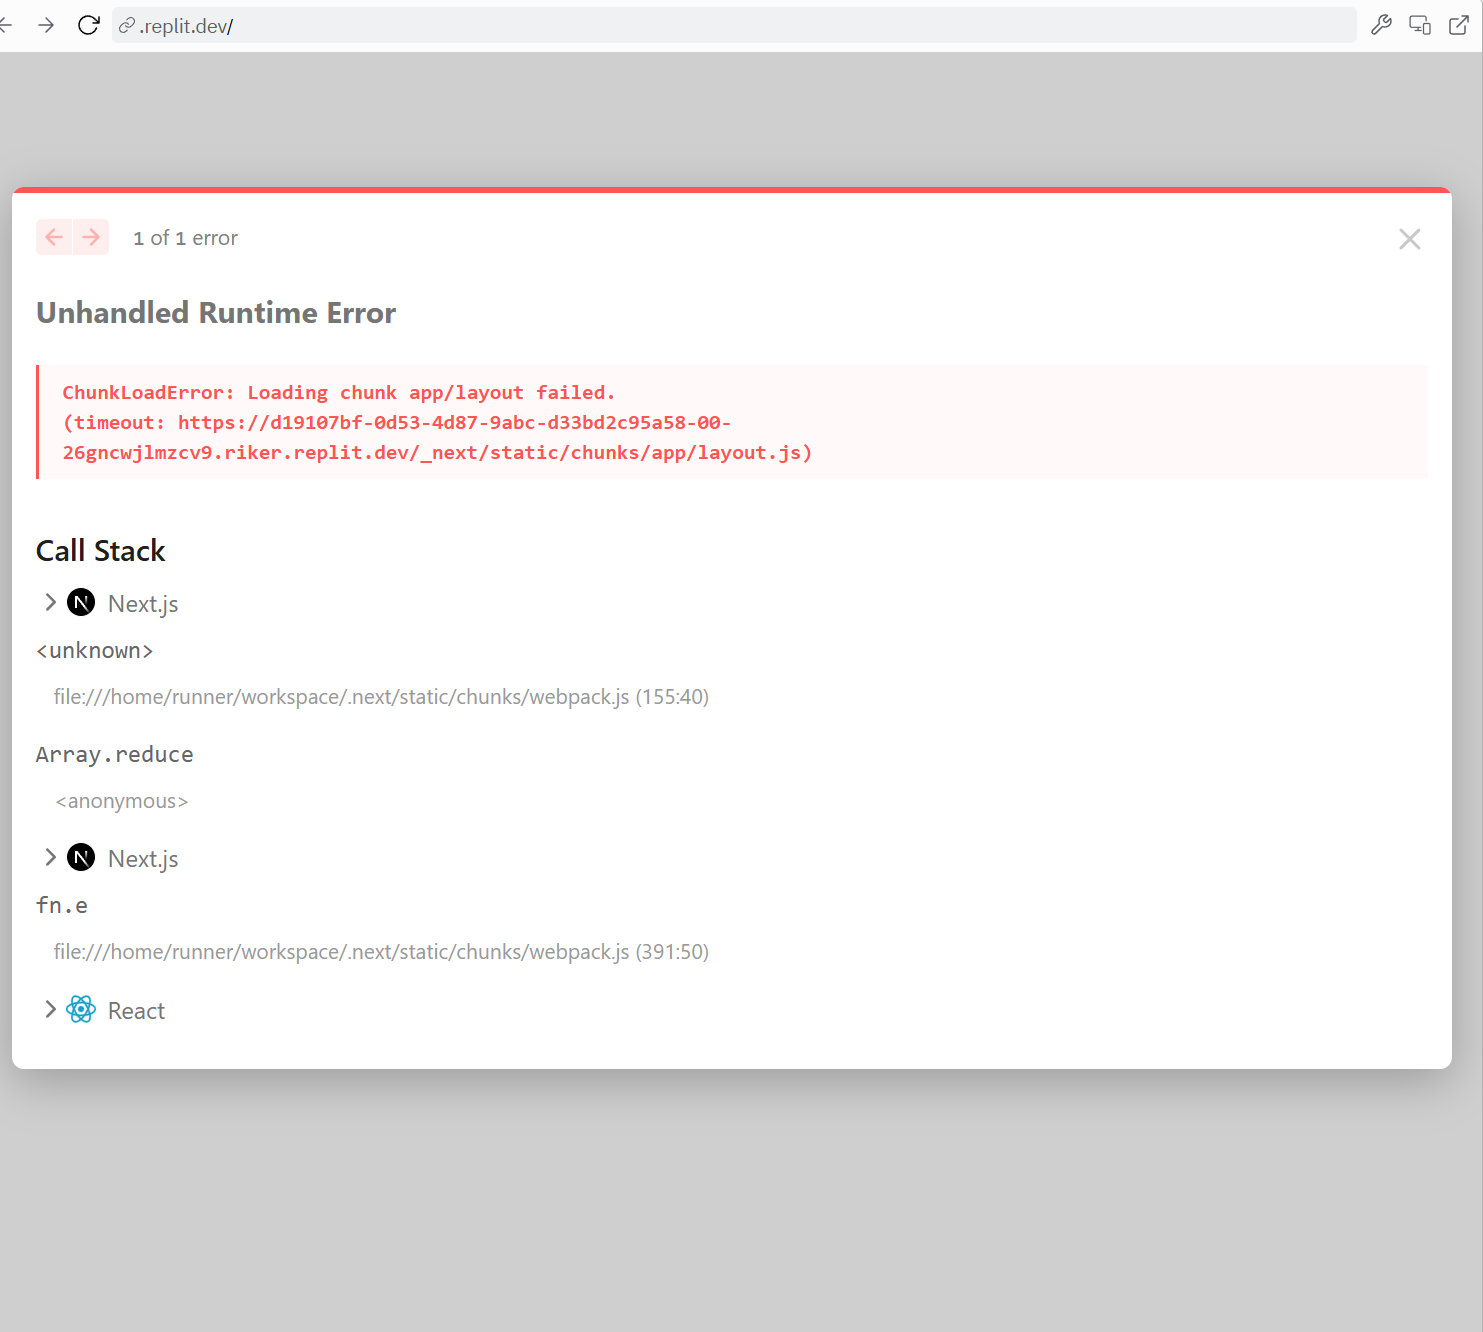 .replit.dev/
1 of 1 error
Unhandled Runtime Error
ChunkLoadError: Loading chunk app/layout failed.
(timeout: https://d19107bf-0d53-4d87-9abc-d33bd2c95a58-00-
26gncwjlmzcv9.riker.replit.dev/_next/static/chunks/app/layout.js)
Call Stack
N Next.js
<unknown>
file:///home/runner/workspace/.next/static/chunks/webpack.js (155:40)
Array.reduce
<anonymous>
N Next.js
fn.e
file:///home/runner/workspace/.next/static/chunks/webpack.js (391:50)
React